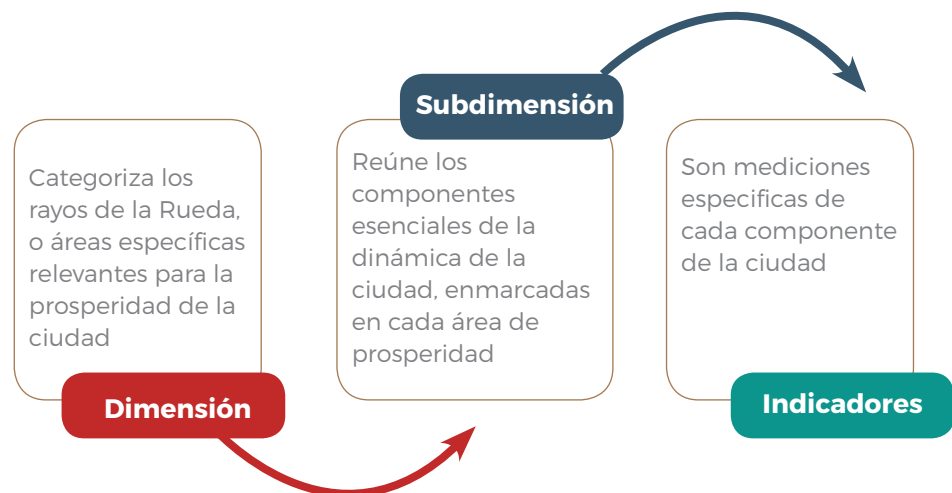 Categoriza los
rayos de la Rueda,
o áreas específicas
relevantes para la
prosperidad de la
ciudad
Dimensión
Subdimensión
Reúne los
componentes
esenciales de la
dinámica de la
ciudad, enmarcadas
en cada área de
prosperidad
Son mediciones
especificas de
cada componente
de la ciudad
Indicadores